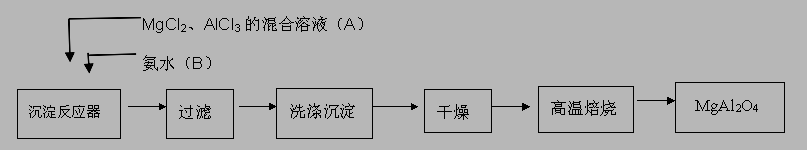 MgCl2、AlCl3的混合溶液（A）
氨水（B）
沉淀反应器
过滤
洗涤沉淀
干燥
高温焙烧
MgAl2O4